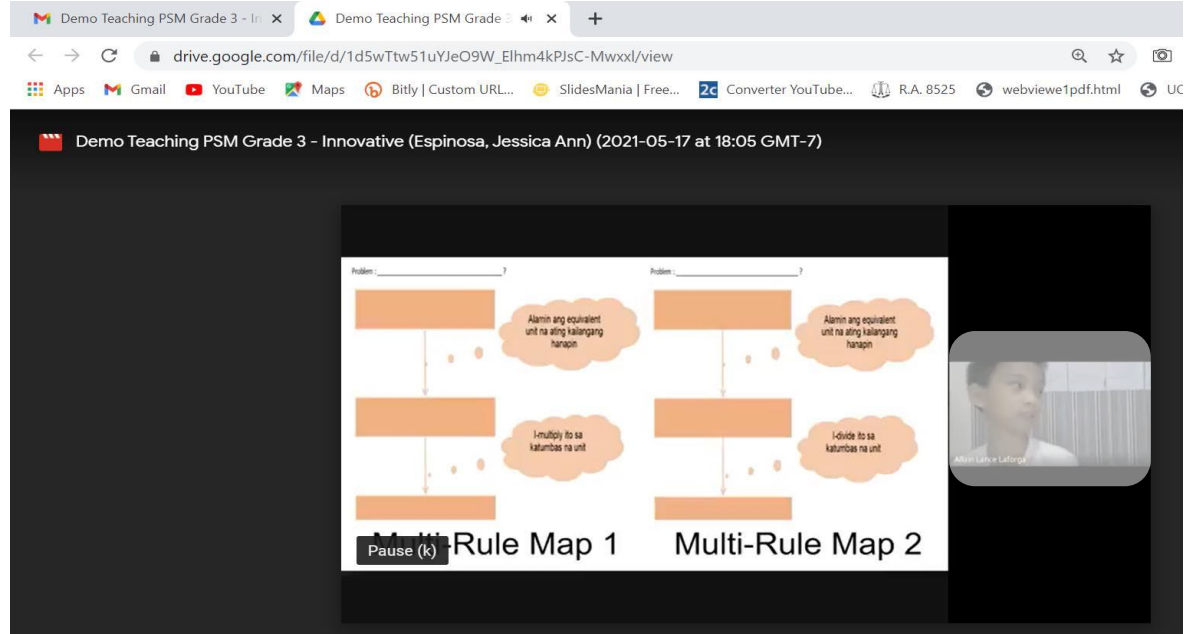 Demo Teaching PSM Grade 3 - In
Demo Teaching PSM Grade 3
drive.google.com/file/d/1d5wTtw51uYJeO9W_Elhm4kPJsC-Mwxxl/view
Apps Gmail YouTube Maps Bitly | Custom URL... SlidesMania | Free... 2c Converter YouTube... R.A. 8525 webviewe1pdf.html UC
Demo Teaching PSM Grade 3 - Innovative (Espinosa, Jessica Ann) (2021-05-17 at 18:05 GMT-7)
Problem : ____________________?
Alamin ang equivalent
unit na ating kailangang
hanapin
I-multiply ito sa
katumbas na unit
Multi-Rule Map 1
Pause (k)
Problem : ____________________?
Alamin ang equivalent
unit na ating kailangang
hanapin
I-divide ito sa
katumbas na unit
Multi-Rule Map 2
Lance Laforga